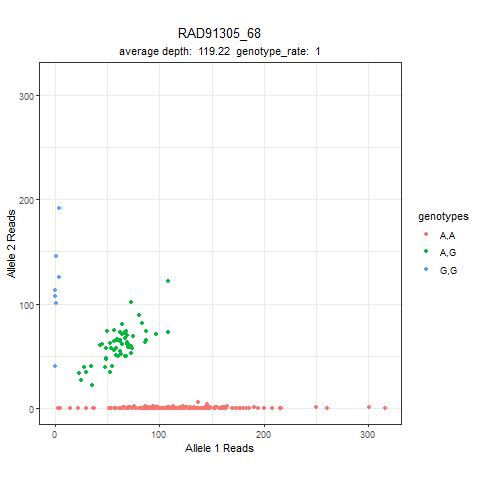 RAD91305_68
average depth: 119.22 genotype_rate: 1
300
200
100
0
Allele 2 Reads
0 100 200 300
Allele 1 Reads
genotypes
A,A
A,G
G,G